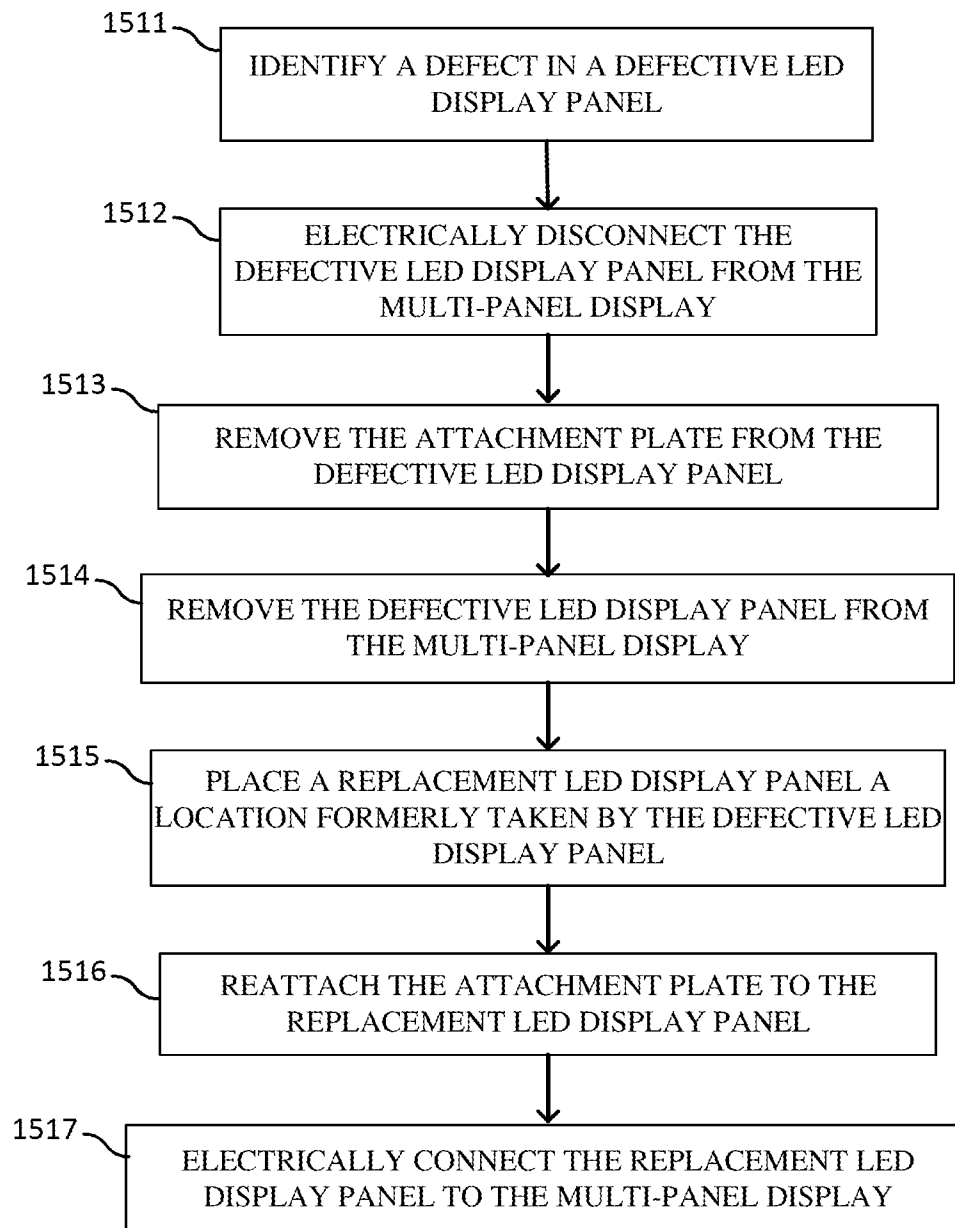 1511
IDENTIFY A DEFECT IN A DEFECTIVE LED
DISPLAY PANEL
1512
ELECTRICALLY DISCONNECT THE
DEFECTIVE LED DISPLAY PANEL FROM THE
MULTI-PANEL DISPLAY
1513
REMOVE THE ATTACHMENT PLATE FROM THE
DEFECTIVE LED DISPLAY PANEL
1514
REMOVE THE DEFECTIVE LED DISPLAY PANEL FROM
THE MULTI-PANEL DISPLAY
1515
PLACE A REPLACEMENT LED DISPLAY PANEL A
LOCATION FORMERLY TAKEN BY THE DEFECTIVE LED
DISPLAY PANEL
1516
REATTACH THE ATTACHMENT PLATE TO THE
REPLACEMENT LED DISPLAY PANEL
1517
ELECTRICALLY CONNECT THE REPLACEMENT LED
DISPLAY PANEL TO THE MULTI-PANEL DISPLAY